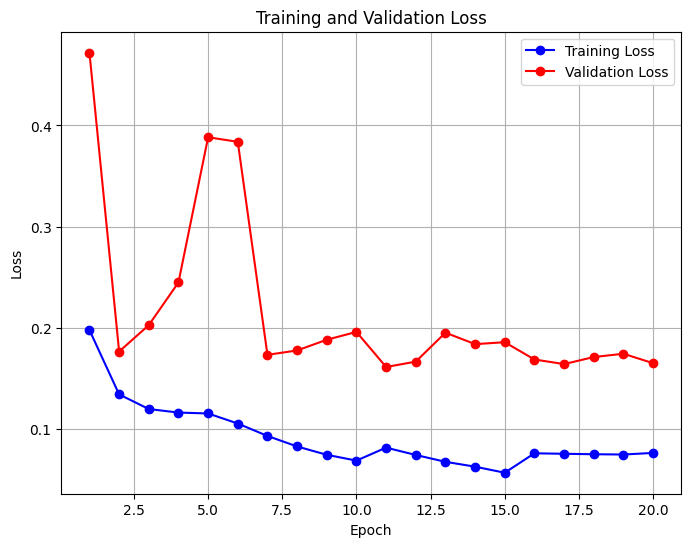 Training and Validation Loss
Training Loss
Validation Loss
0.4
0.3
0.2
0.1
Loss
2.5 5.0 7.5 10.0 12.5 15.0 17.5 20.0
Epoch